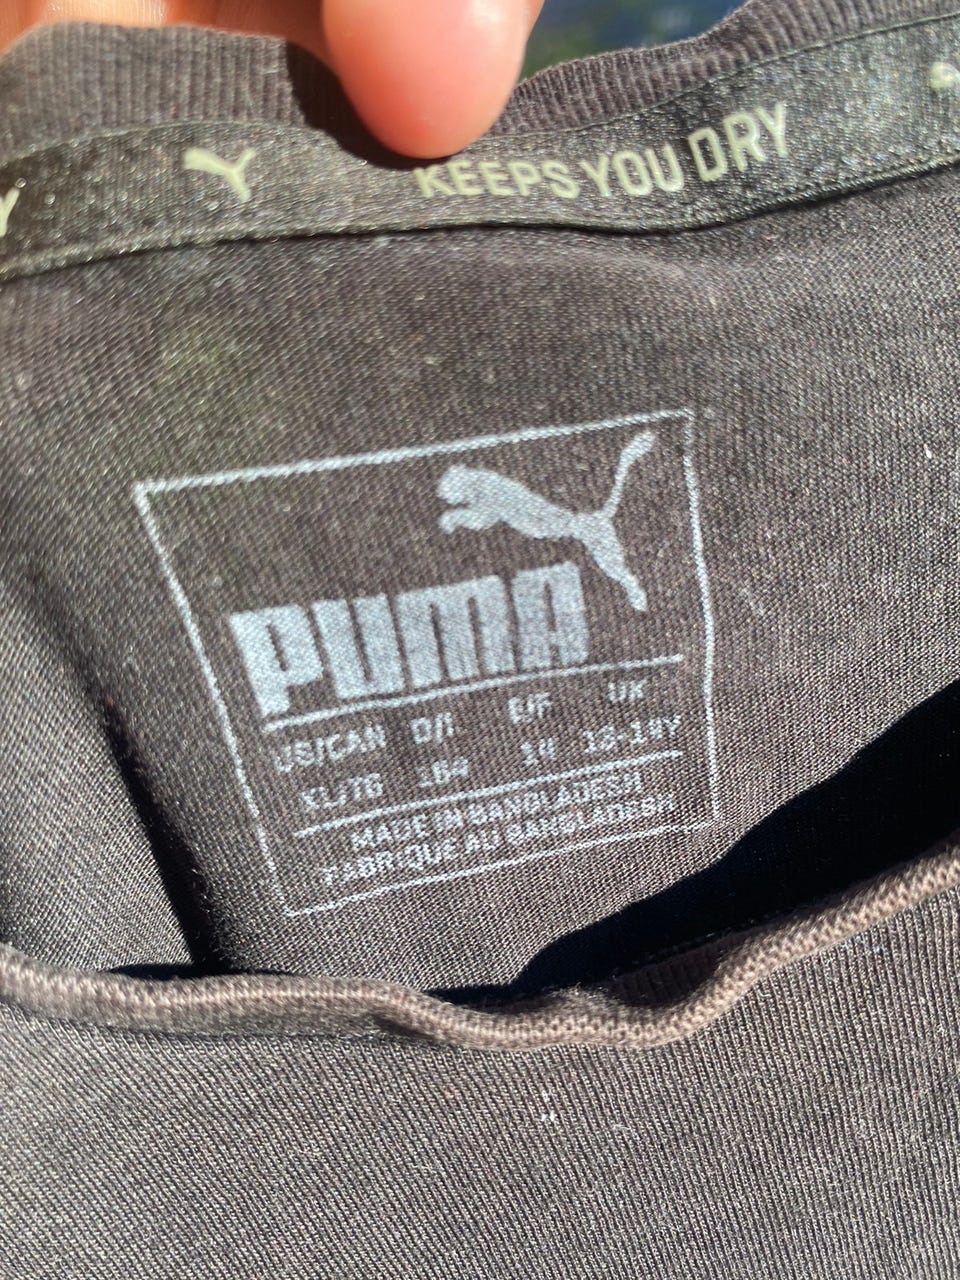 KEEPS YOU DRY
PUMA
US/CAN D/I E/F UK
XL/TG 164 14 13-14Y
MADE IN BANGLADESH
FABRIQUE AU BANGLADESH